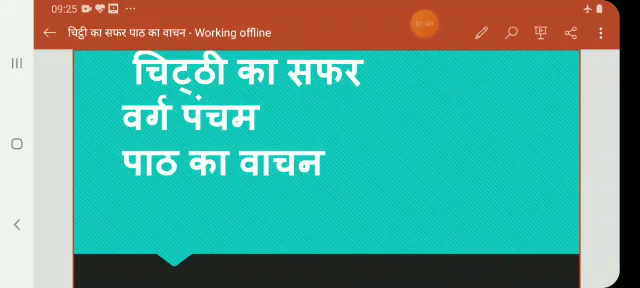 09:25
चिट्ठी का सफर पाठ का वाचन - Working offline
चिट्ठी का सफर
वर्ग पंचम
पाठ का वाचन